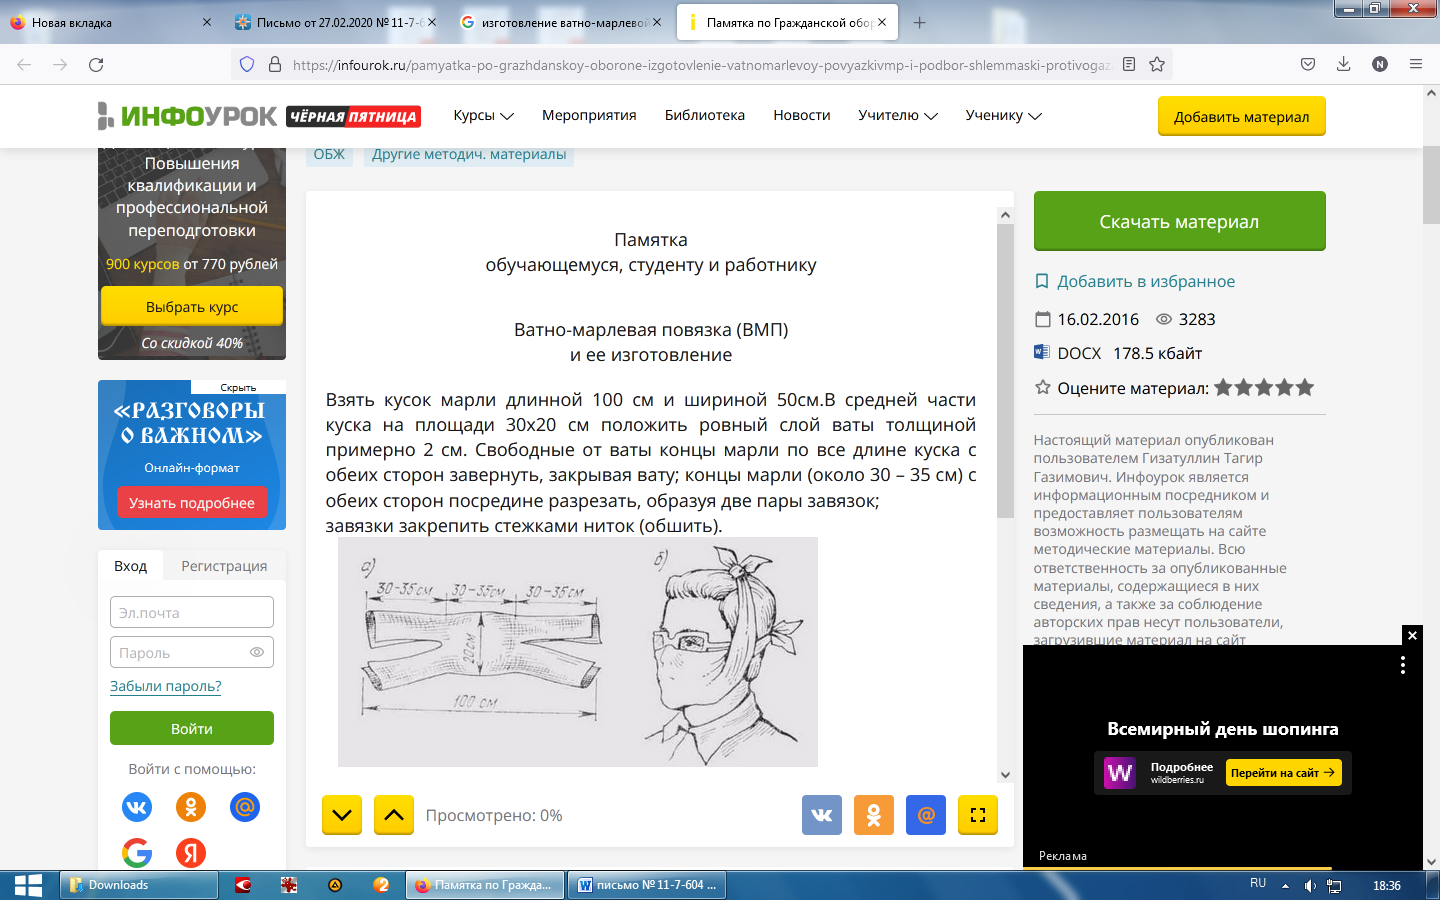 Новая вкладка
Письмо от 27.02.2020 № 11-7-6
изготовление ватно-марлевой
Памятка по Гражданской обор
https://infourok.ru/pamyatka-po-grazhdanskoy-oborone-izgotovlenie-vatnomarlevoy-povyazkivmp-i-podbor-shlemmaski-protivogaz
N
ИНФОУРОК
ЧЁРНАЯ ПЯТНИЦА
Курсы
Мероприятия
Библиотека
Новости
Учителю
Ученику
Добавить материал
Повышения
квалификации и
профессиональной
переподготовки
900 курсов от 770 рублей
Выбрать курс
Со скидкой 40%
Скрыть
«РАЗГОВОРЫ
О ВАЖНОМ»
Онлайн-формат
Узнать подробнее
Вход
Регистрация
Эл.почта
Пароль
Забыли пароль?
Войти
Войти с помощью:
ОБЖ
Другие методич. материалы
Памятка
обучающемуся, студенту и работнику
Ватно-марлевая повязка (ВМП)
и ее изготовление
Взять кусок марли длинной 100 см и шириной 50см.В средней части
куска на площади 30х20 см положить ровный слой ваты толщиной
примерно 2 см. Свободные от ваты концы марли по все длине куска с
обеих сторон завернуть, закрывая вату; концы марли (около 30 – 35 см) с
обеих сторон посредине разрезать, образуя две пары завязок;
завязки закрепить стежками ниток (обшить).
а)
б)
30-35см
30-35см
30-35см
20см
100 см
Просмотрено: 0%
Скачать материал
Добавить в избранное
16.02.2016
3283
DOCX 178.5 кбайт
Оцените материал:
Настоящий материал опубликован
пользователем Гизатуллин Тагир
Газимович. Инфоурок является
информационным посредником и
предоставляет пользователям
возможность размещать на сайте
методические материалы. Всю
ответственность за опубликованные
материалы, содержащиеся в них
сведения, а также за соблюдение
авторских прав несут пользователи,
загрузившие материал на сайт
Всемирный день шопинга
W
Подробнее
wildberries.ru
Перейти на сайт
Реклама
Downloads
Памятка по Гражда...
письмо № 11-7-604 ...
RU
18:36